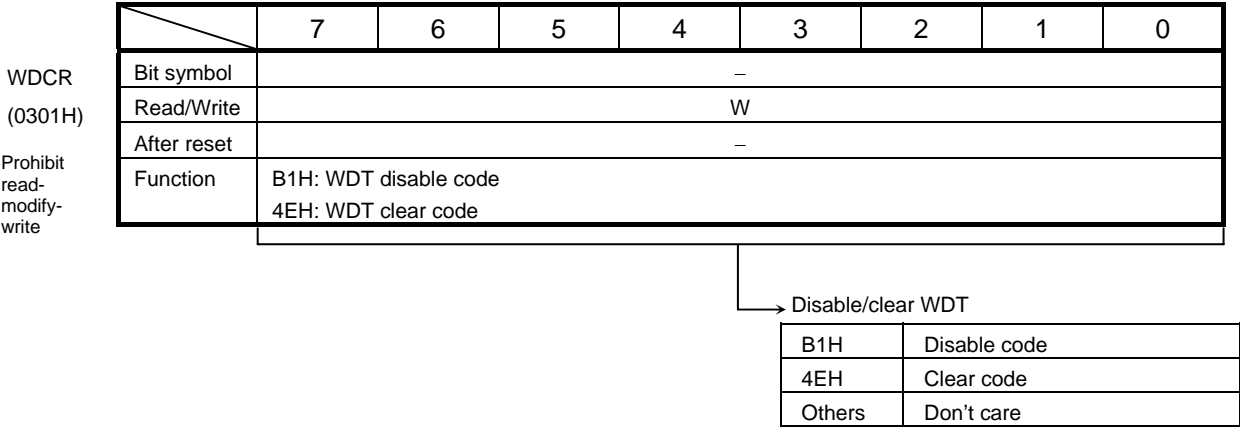 7 6 5 4 3 2 1 0
WDCR
(0301H)
Prohibit
read-
modify-
write
Bit symbol –
Read/Write W
After reset –
Function B1H: WDT disable code
4EH: WDT clear code
Disable/clear WDT
B1H Disable code
4EH Clear code
Others Don't care